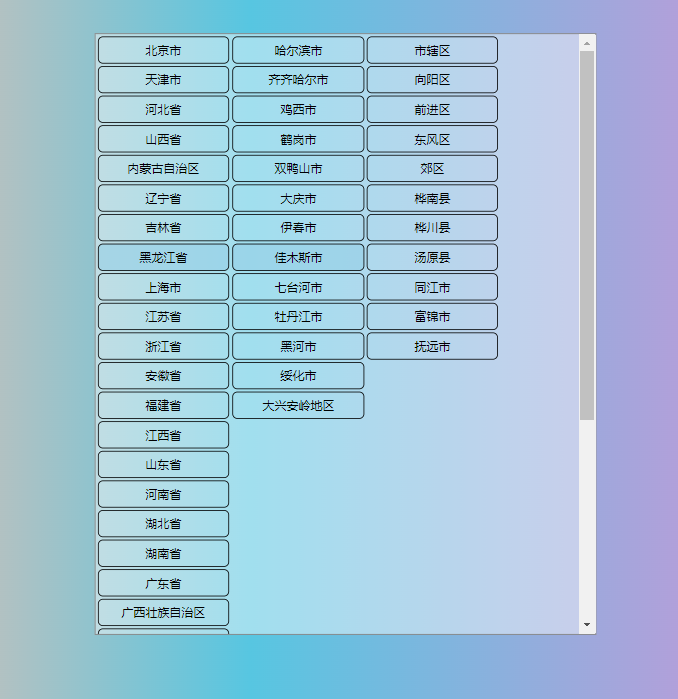 北京市
天津市
河北省
山西省
内蒙古自治区
辽宁省
吉林省
黑龙江省
上海市
江苏省
浙江省
安徽省
福建省
江西省
山东省
河南省
湖北省
湖南省
广东省
广西壮族自治区
哈尔滨市
齐齐哈尔市
鸡西市
鹤岗市
双鸭山市
大庆市
伊春市
佳木斯市
七台河市
牡丹江市
黑河市
绥化市
大兴安岭地区
市辖区
向阳区
前进区
东风区
郊区
桦南县
桦川县
汤原县
同江市
富锦市
抚远市